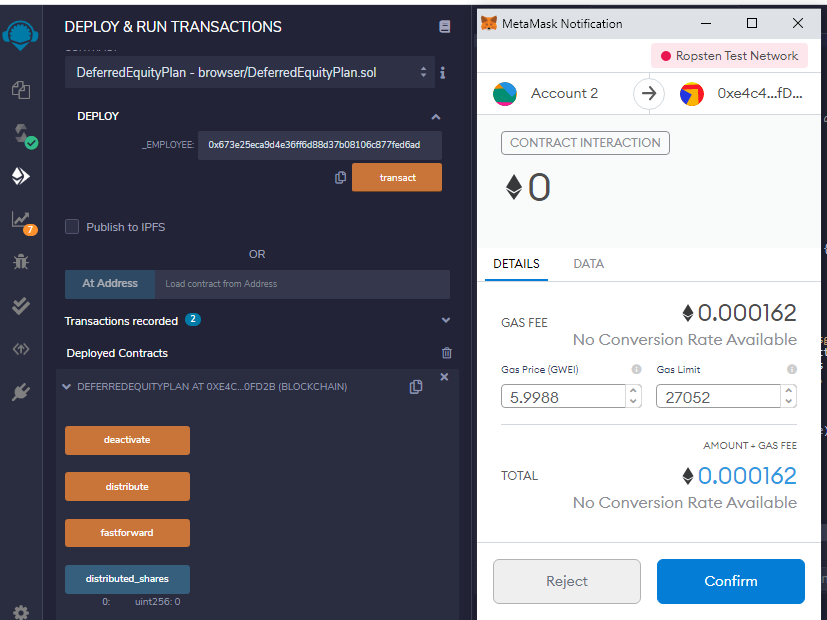 DEPLOY & RUN TRANSACTIONS
DeferredEquityPlan - browser/DeferredEquityPlan.sol
DEPLOY
_EMPLOYEE:
0x673e25eca9d4e36ff6d88d37b08106c877fed6ad
transact
Publish to IPFS
OR
At Address
Load contract from Address
Transactions recorded 2
Deployed Contracts
DEFERREDEQUITYPLAN AT 0XE4C...0FD2B (BLOCKCHAIN)
deactivate
distribute
fastforward
distributed_shares
0: uint256: 0
7
MetaMask Notification
Ropsten Test Network
Account 2
0xe4c4...fD...
CONTRACT INTERACTION
0
DETAILS
DATA
GAS FEE
0.000162
No Conversion Rate Available
Gas Price (GWEI)
Gas Limit
5.9988
27052
AMOUNT + GAS FEE
TOTAL
0.000162
No Conversion Rate Available
Reject
Confirm